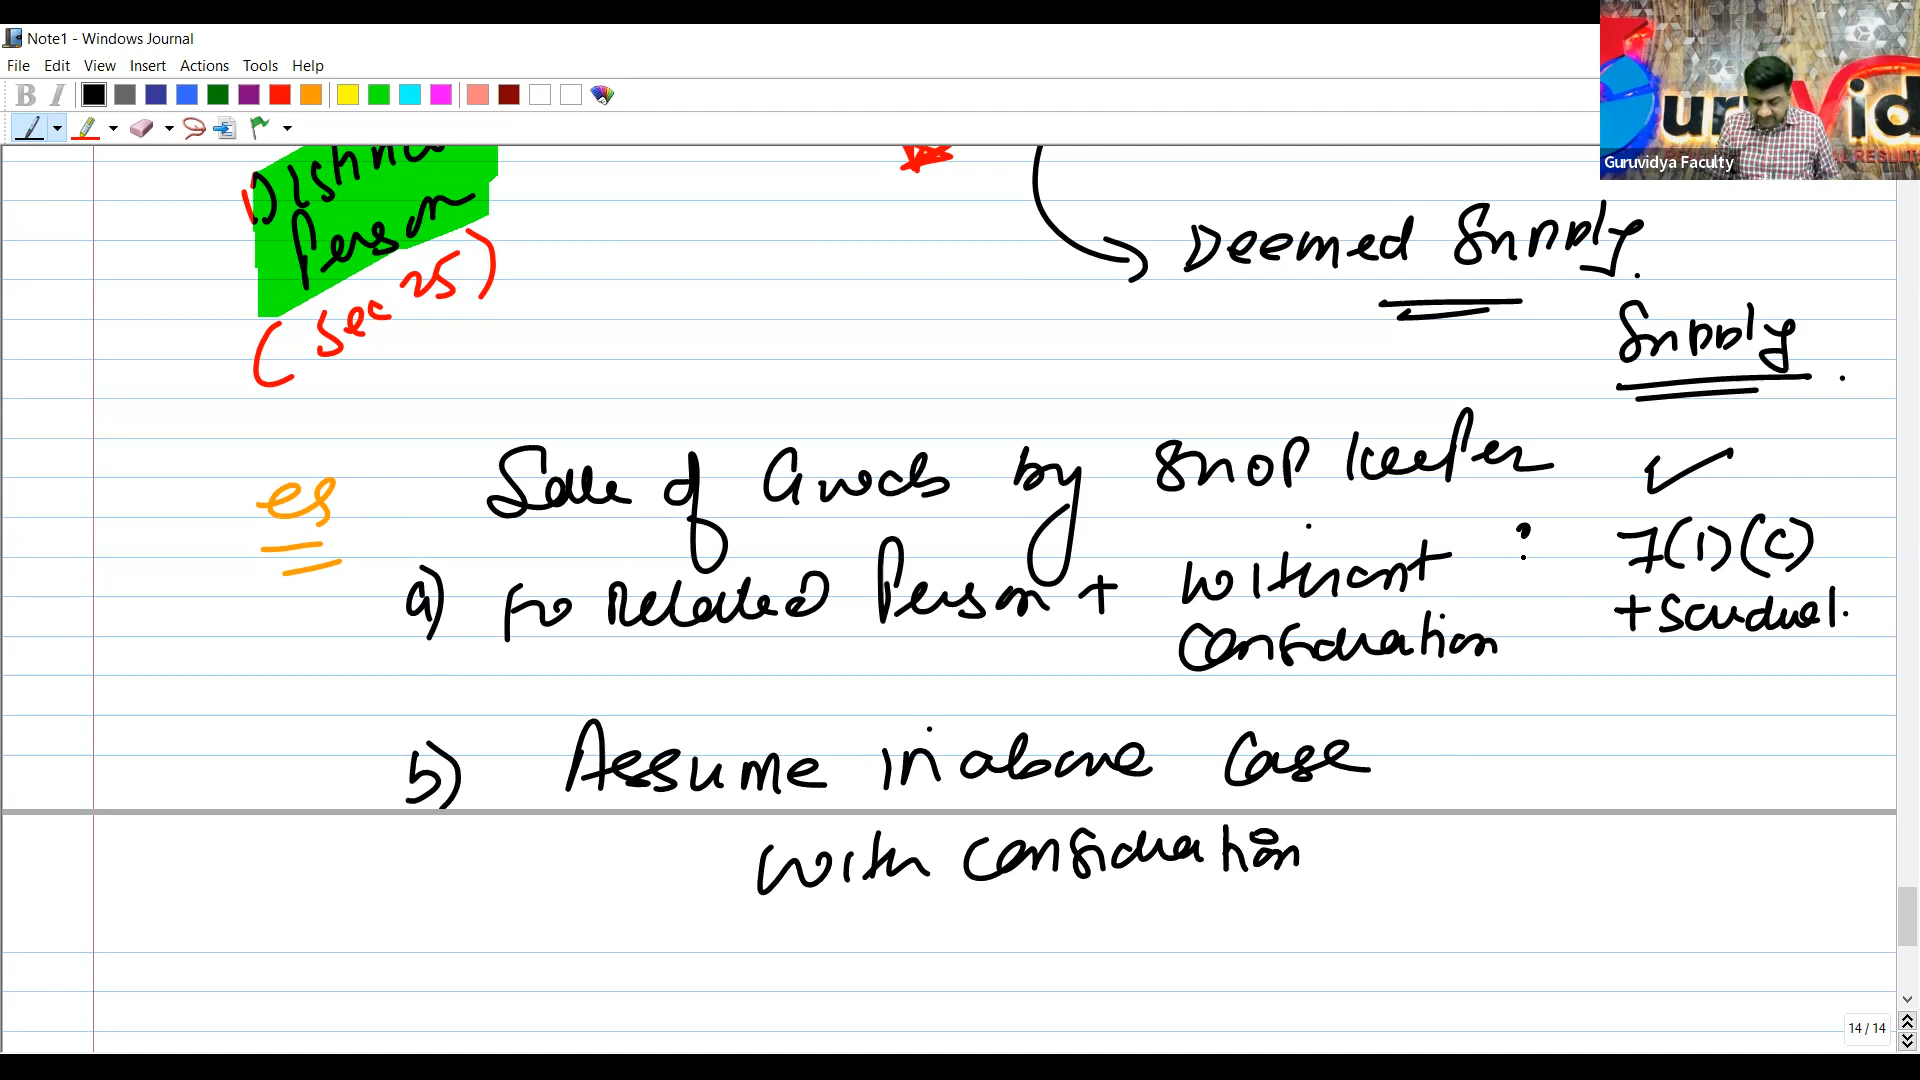 Note1 - Windows Journal
File Edit View Insert Actions Tools Help
B I
Guruvidya Faculty
Person
(Sec 25)
Deemed Supply.
Supply
eg
Sale of Goods by Shop keeper
a) to Related Person + without consideration :
7(1)(c)
b) Assume in above case
with consideration
14 / 14